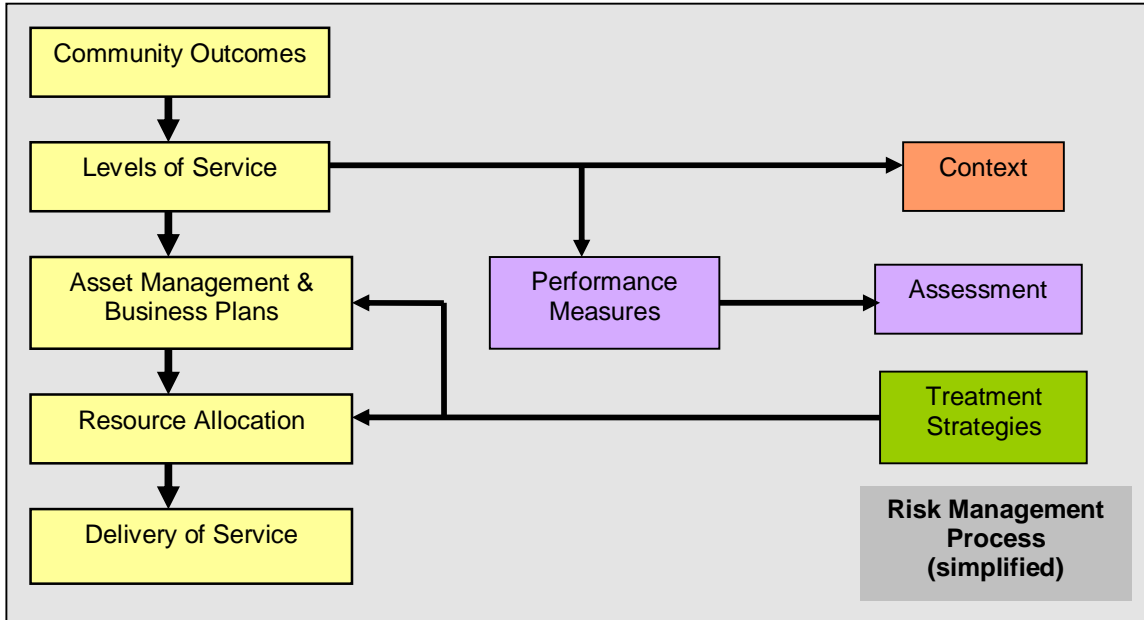 Community Outcomes
Levels of Service
Context
Asset Management &
Business Plans
Performance
Measures
Assessment
Resource Allocation
Treatment
Strategies
Delivery of Service
Risk Management
Process
(simplified)